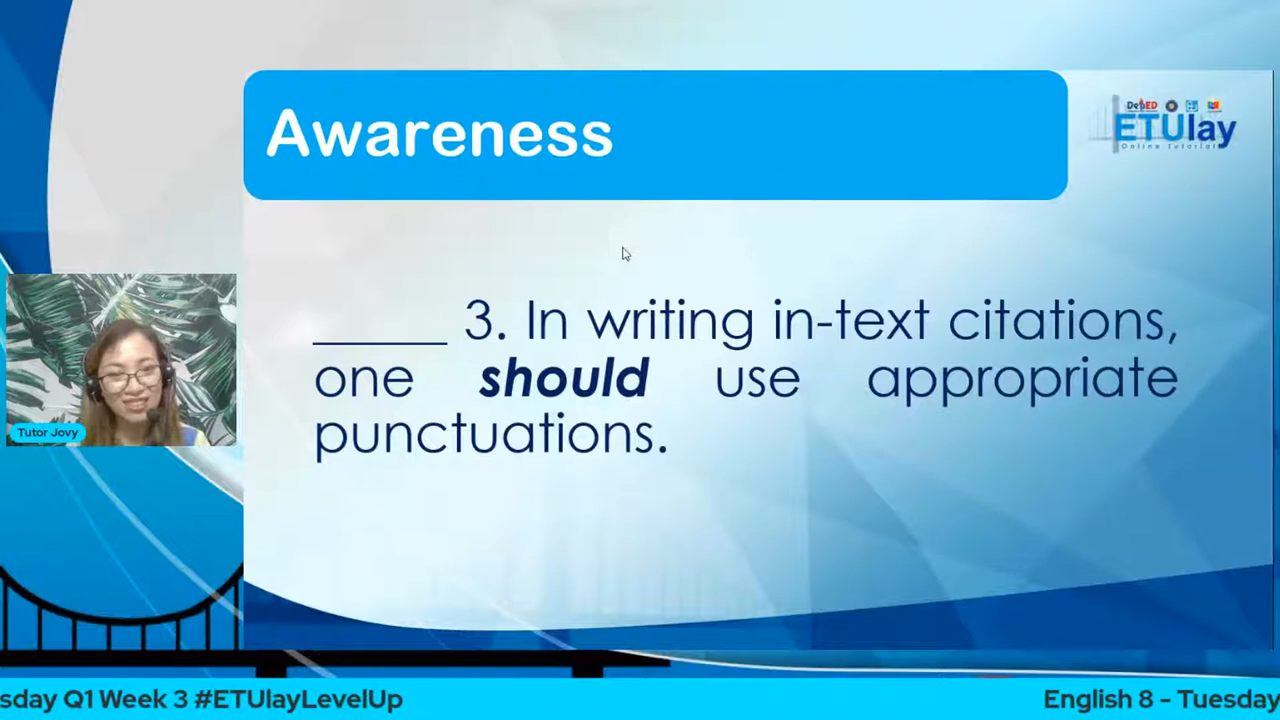 Awareness
DepED
ETUlay
Online Tutorial
_____ 3. In writing in-text citations,
one should use appropriate
punctuations.
Tutor Jovy
sday Q1 Week 3 #ETUlayLevelUp
English 8 - Tuesday